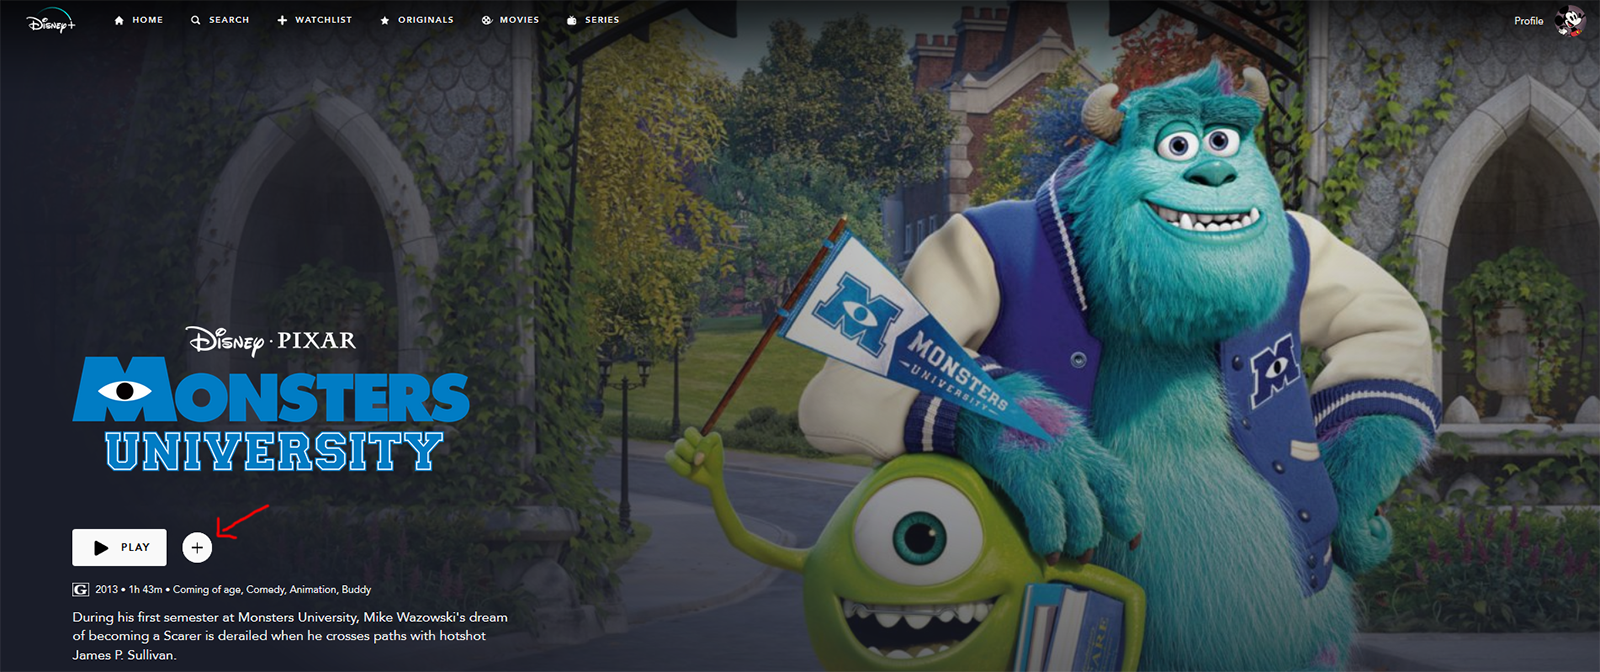 Disney+
HOME
SEARCH
WATCHLIST
ORIGINALS
MOVIES
SERIES
Profile
Disney · PIXAR
MONSTERS
UNIVERSITY
M MONSTERS
—UNIVERSITY—
M
PLAY
G 2013 • 1h 43m • Coming of age, Comedy, Animation, Buddy
During his first semester at Monsters University, Mike Wazowski's dream
of becoming a Scarer is derailed when he crosses paths with hotshot
James P. Sullivan.